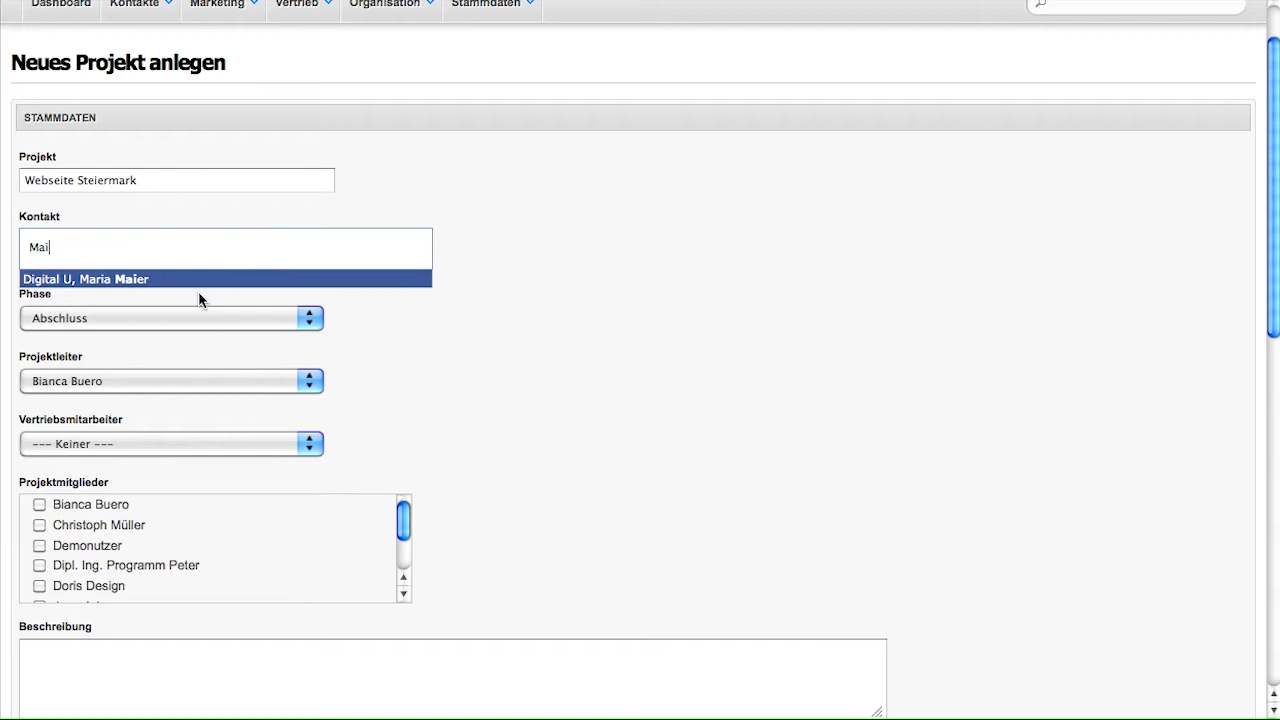 Dashboard Kontakte Marketing Vertrieb Organisation Stammdaten
Neues Projekt anlegen
STAMMDATEN
Projekt
Webseite Steiermark
Kontakt
Mai
Digital U, Maria Maier
Phase
Abschluss
Projektleiter
Bianca Buero
Vertriebsmitarbeiter
--- Keiner ---
Projektmitglieder
Bianca Buero
Christoph Müller
Demonutzer
Dipl. Ing. Programm Peter
Doris Design
Beschreibung